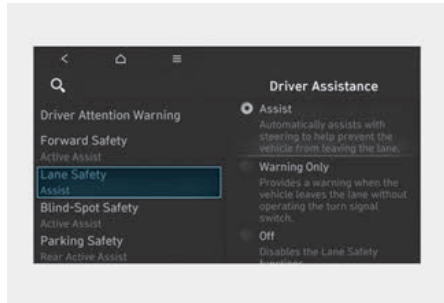 Driver Assistance
Driver Attention Warning
Forward Safety
Active Assist
Lane Safety
Assist
Blind-Spot Safety
Active Assist
Parking Safety
Rear Active Assist
Assist
Automatically assists with
steering to help prevent the
vehicle from leaving the lane.
Warning Only
Provides a warning when the
vehicle leaves the lane without
operating the turn signal
switch.
Off
Disables the Lane Safety
functions.